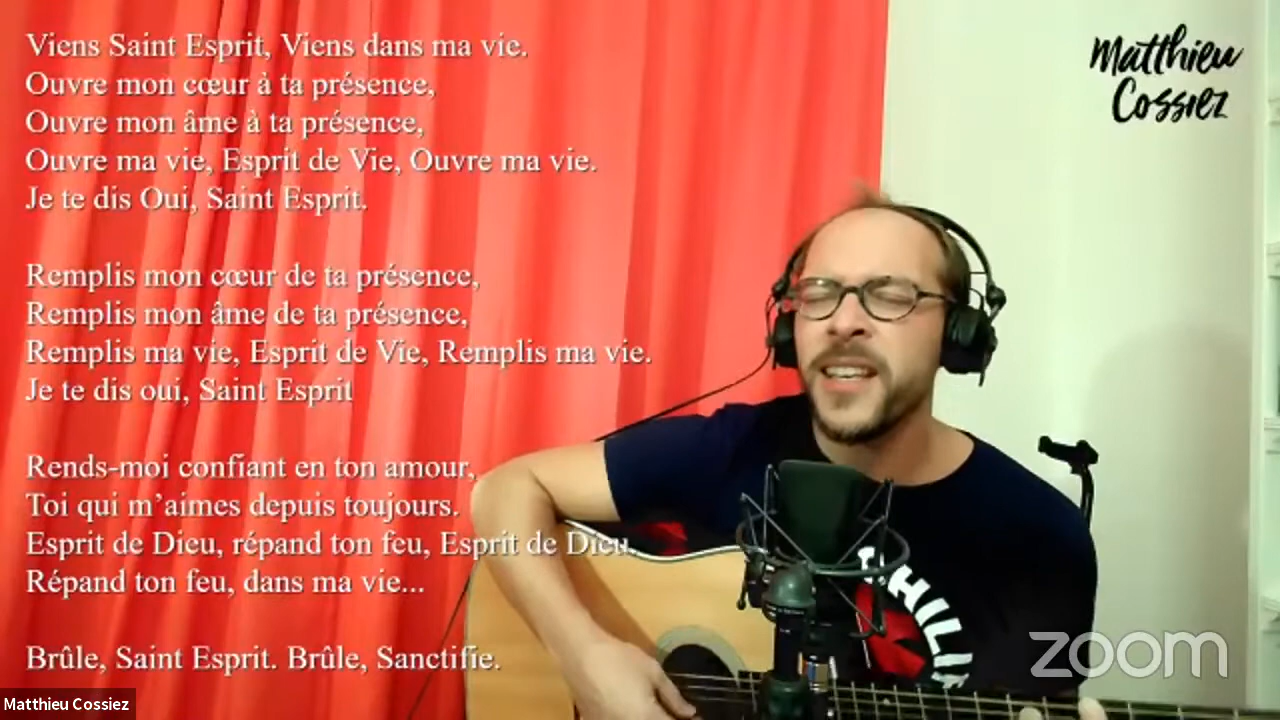 Viens Saint Esprit, Viens dans ma vie.
Ouvre mon cœur à ta présence,
Ouvre mon âme à ta présence,
Ouvre ma vie, Esprit de Vie, Ouvre ma vie.
Je te dis Oui, Saint Esprit.
Remplis mon cœur de ta présence,
Remplis mon âme de ta présence,
Remplis ma vie, Esprit de Vie, Remplis ma vie.
Je te dis oui, Saint Esprit
Rends-moi confiant en ton amour,
Toi qui m’aimes depuis toujours.
Esprit de Dieu, répand ton feu, Esprit de Dieu.
Répand ton feu, dans ma vie...
Brûle, Saint Esprit. Brûle, Sanctifie.
Matthieu
Cossiez
zoom
Matthieu Cossiez